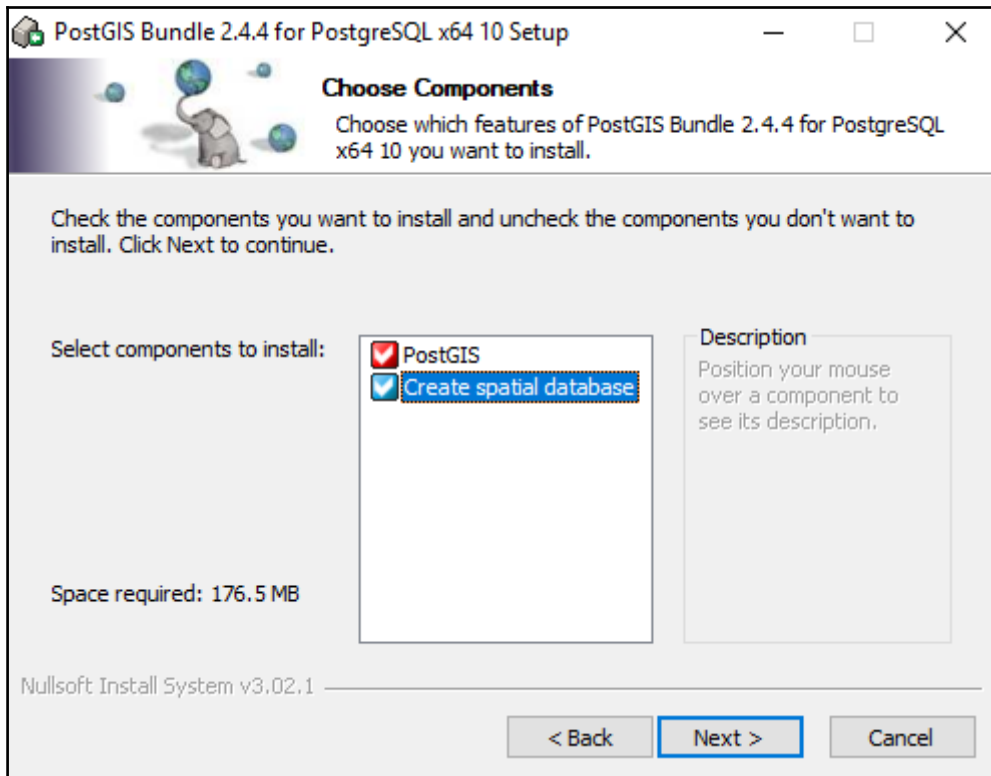 PostGIS Bundle 2.4.4 for PostgreSQL x64 10 Setup
Choose Components
Choose which features of PostGIS Bundle 2.4.4 for PostgreSQL
x64 10 you want to install.
Check the components you want to install and uncheck the components you don't want to
install. Click Next to continue.
Select components to install:
PostGIS
Create spatial database
Description
Position your mouse
over a component to
see its description.
Space required: 176.5 MB
Nullsoft Install System v3.02.1
< Back
Next >
Cancel